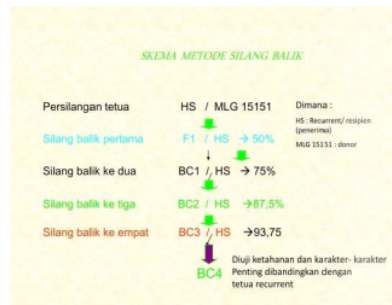 SKEMA METODE SILANG BALIK
Persilangan tetua HS / MLG 15151
Dimana :
HS : Recurrent/ resipien
(penerima)
MLG 15151 : donor
Silang balik pertama F1 / HS → 50%
Silang balik ke dua BC1 / HS → 75%
Silang balik ke tiga BC2 / HS →87,5%
Silang balik ke empat BC3 / HS →93,75
BC4
Diuji ketahanan dan karakter- karakter
Penting dibandingkan dengan
tetua recurrent